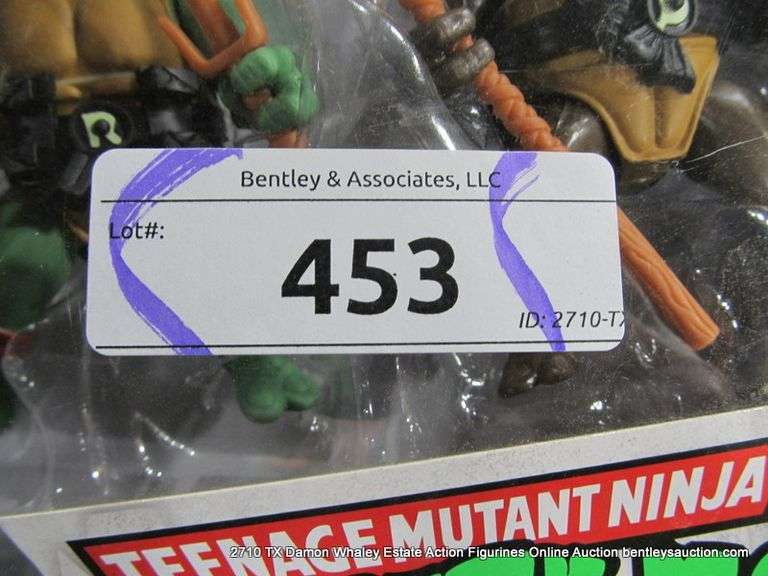 R
R
Bentley & Associates, LLC
Lot#:
453
ID: 2710-TX
TEENAGE MUTANT NINJA
2710 TX Damon Whaley Estate Action Figurines Online Auction bentleysauction.com